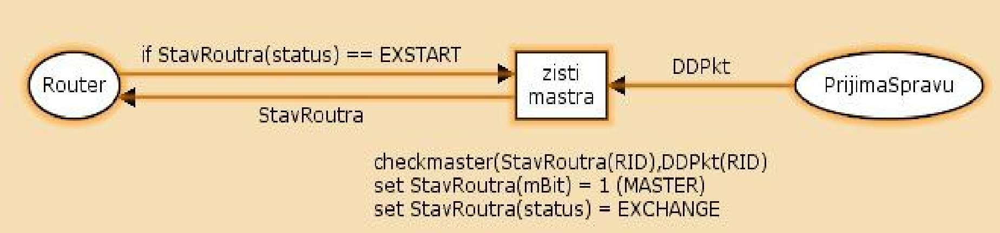 if StavRoutra(status) == EXSTART
Router
StavRoutra
zisti
mastra
DDPkt
PrijimaSpravu
checkmaster(StavRoutra(RID),DDPkt(RID)
set StavRoutra(mBit) = 1 (MASTER)
set StavRoutra(status) = EXCHANGE